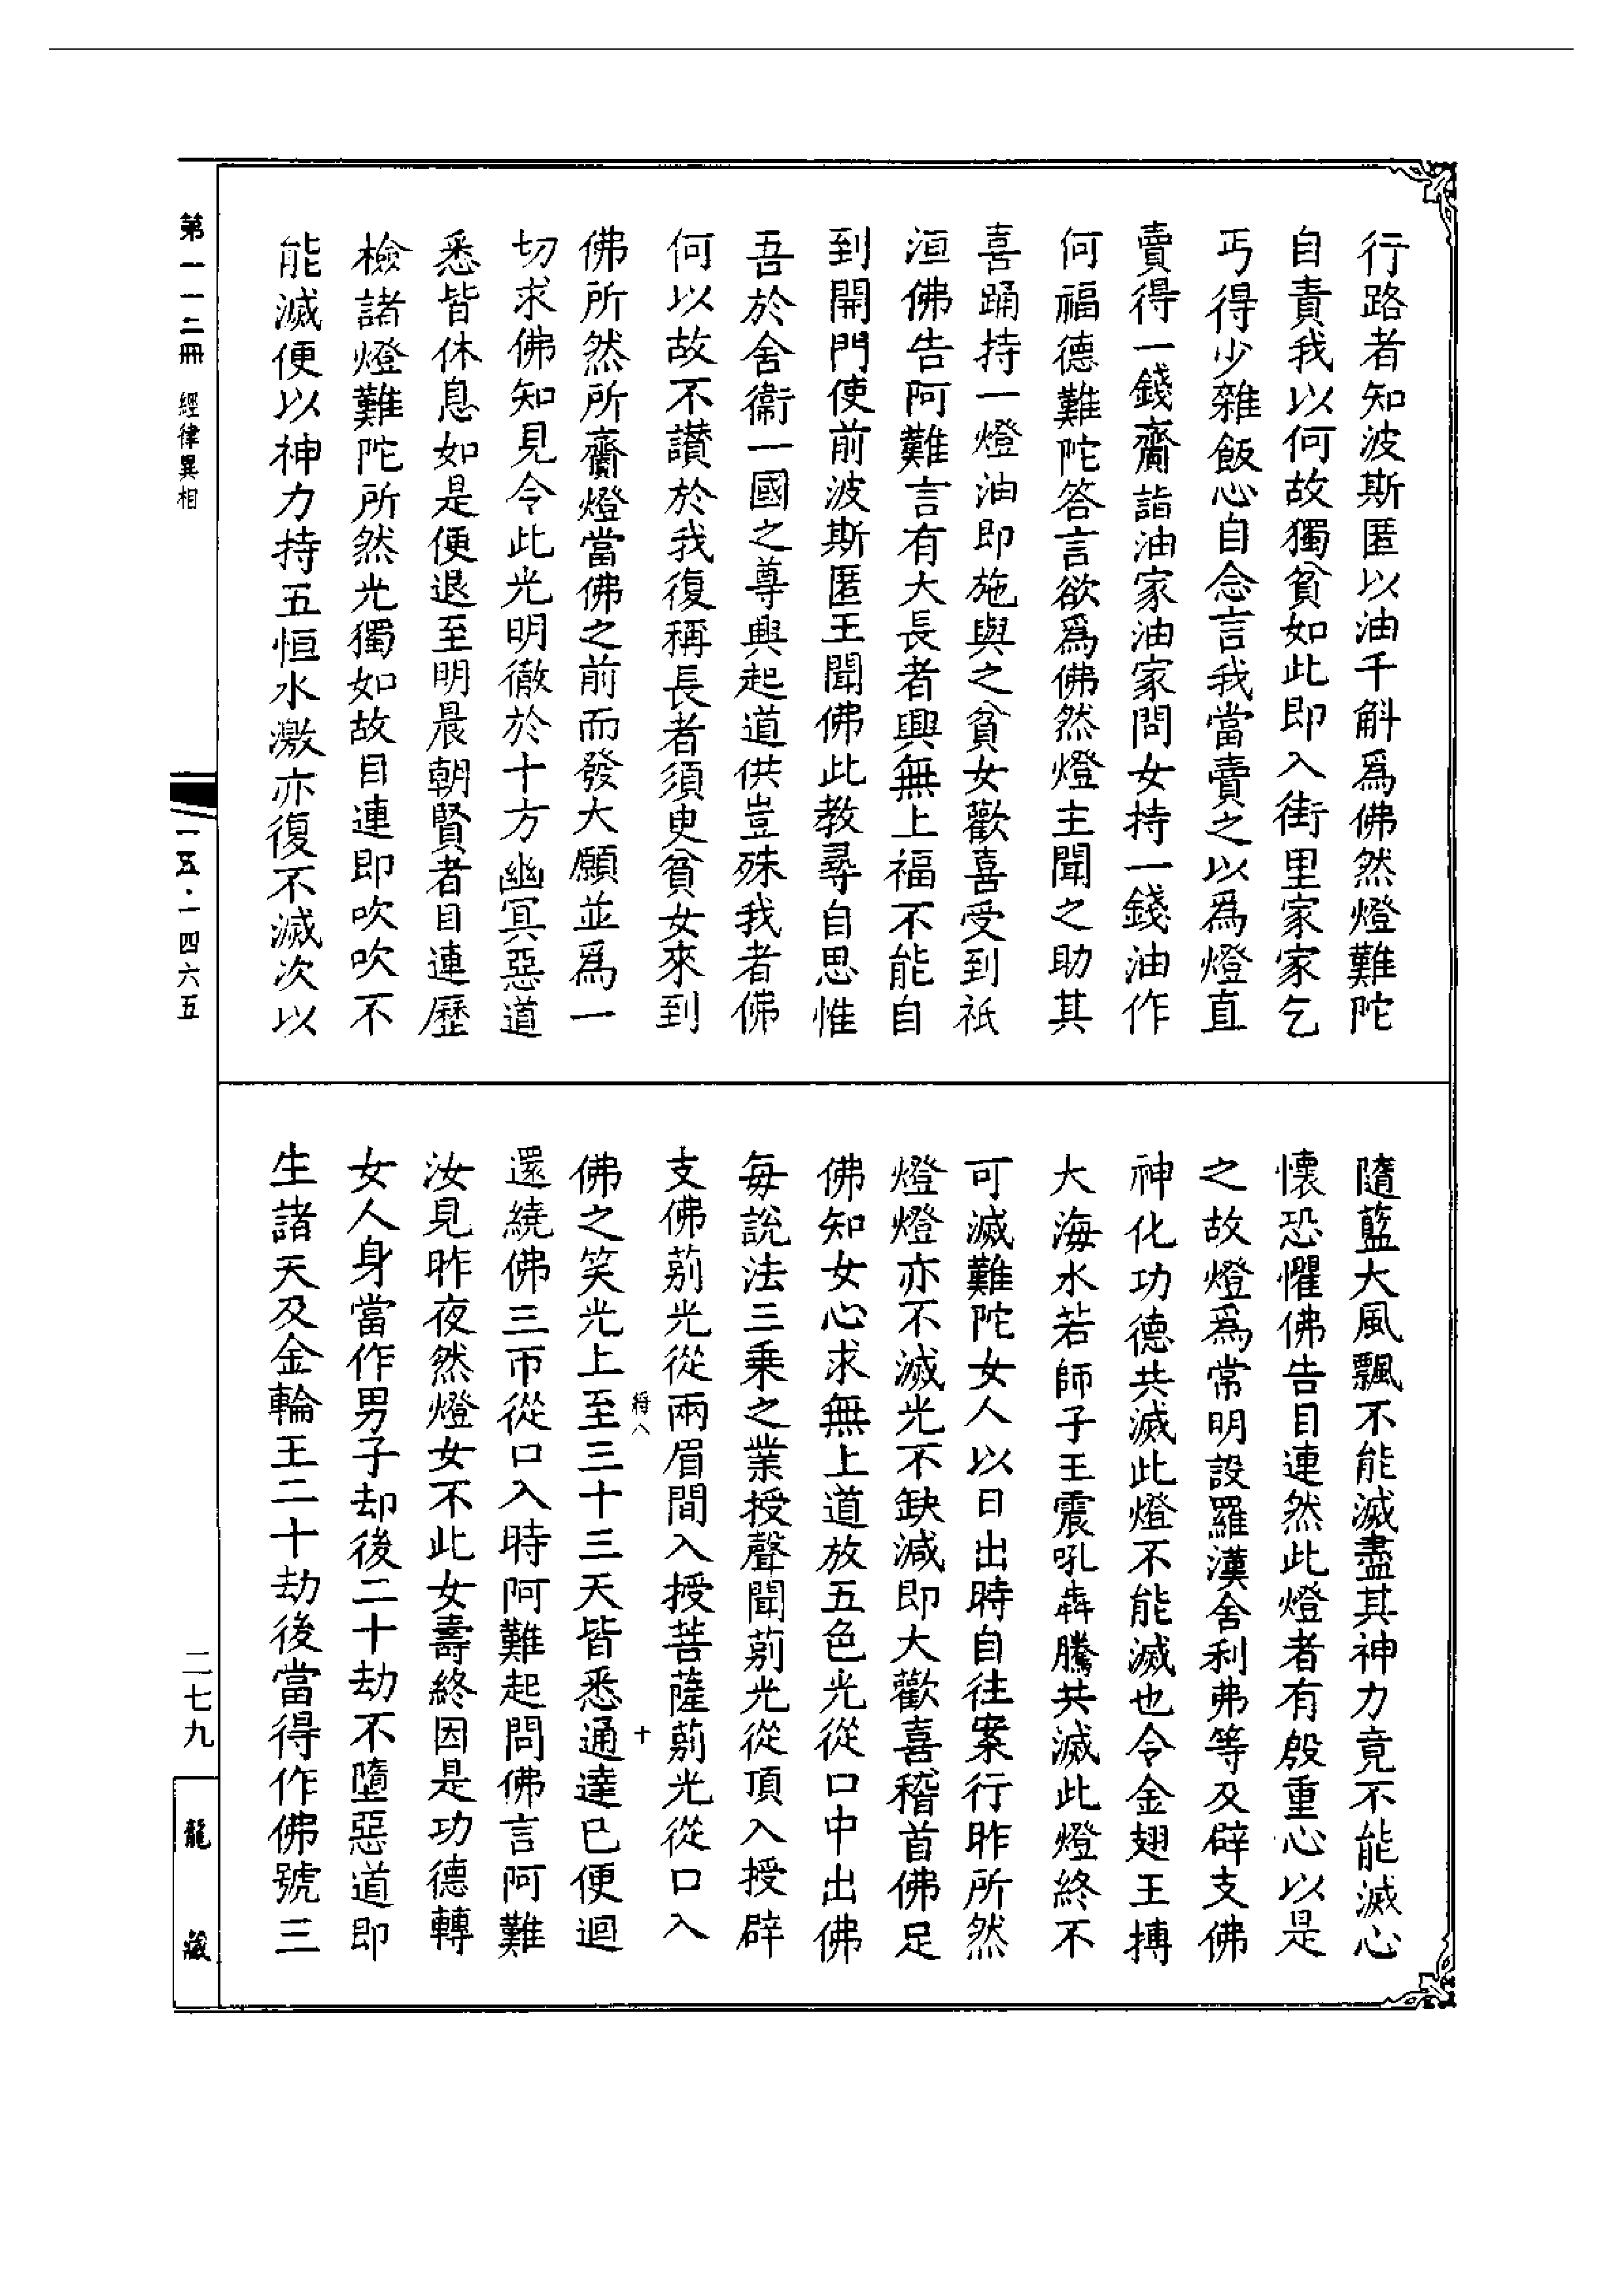 行路者知波斯匿以油千斛為佛然燈難陀
自責我以何故獨貧如此即入街里家家乞
丐得少雜飯心自念言我當賣之以為燈直
賣得一錢齎詣油家油家問女持一錢油作
何福德難陀答言欲為佛然燈主聞之助其
喜踊持一燈油即施與之貧女歡喜受到祇
洹佛告阿難言有大長者興無上福不能自
到開門使前波斯匿王聞佛此教尋自思惟
吾於舍衞一國之尊興起道供豈殊我者佛
何以故不讃於我復稱長者須臾貧女來到
佛所然所齎燈當佛之前而發大願並為一
切求佛知見令此光明徹於十方幽冥惡道
悉皆休息如是便退至明晨朝賢者目連歷
檢諸燈難陀所然光獨如故目連即吹吹不
能滅便以神力持五恒水激亦復不滅次以
隨藍大風飄不能滅盡其神力竟不能滅心
懷恐懼佛告目連然此燈者有殷重心以是
之故燈為常明設羅漢舍利弗等及辟支佛
神化功德共滅此燈不能滅也令金翅王搏
大海水若師子王震吼犇騰共滅此燈終不
可滅難陀女人以日出時自往案行昨所然
燈燈亦不滅光不缺減即大歡喜稽首佛足
佛知女心求無上道放五色光從口中出佛
每說法三乗之業授聲聞莂光從頂入授辟
支佛莂光從兩眉間入授菩薩莂光從口入
將八
十
佛之笑光上至三十三天皆悉通達已便迴
還繞佛三帀從口入時阿難起問佛言阿難
汝見昨夜然燈女不此女壽終因是功德轉
女人身當作男子却後二十劫不墮惡道即
生諸天及金輪王二十劫後當得作佛號三
第一一二冊 經律異相
一五·一四六五
二七九
龍藏